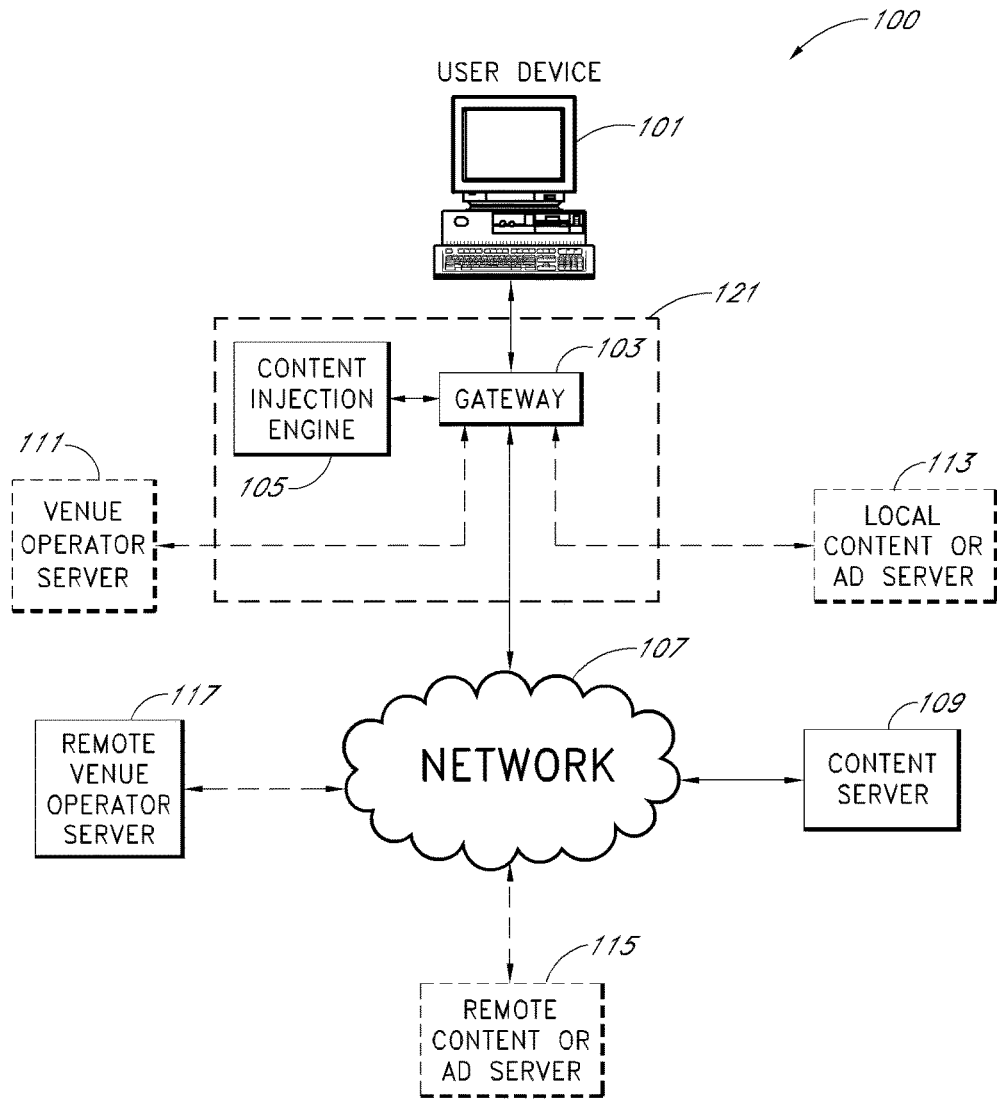 100
USER DEVICE
101
121
103
CONTENT
INJECTION
ENGINE
GATEWAY
105
111
VENUE
OPERATOR
SERVER
113
LOCAL
CONTENT OR
AD SERVER
107
NETWORK
117
REMOTE
VENUE
OPERATOR
SERVER
109
CONTENT
SERVER
115
REMOTE
CONTENT OR
AD SERVER